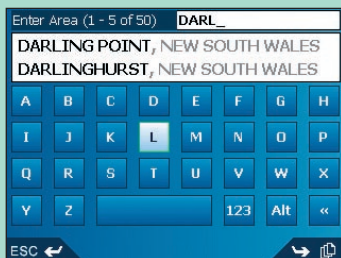 Enter Area (1 - 5 of 50) DARL_
DARLING POINT, NEW SOUTH WALES
DARLINGHURST, NEW SOUTH WALES
A B C D E F G H
I J K L M N O P
Q R S T U V W X
Y Z 123 Alt «
ESC